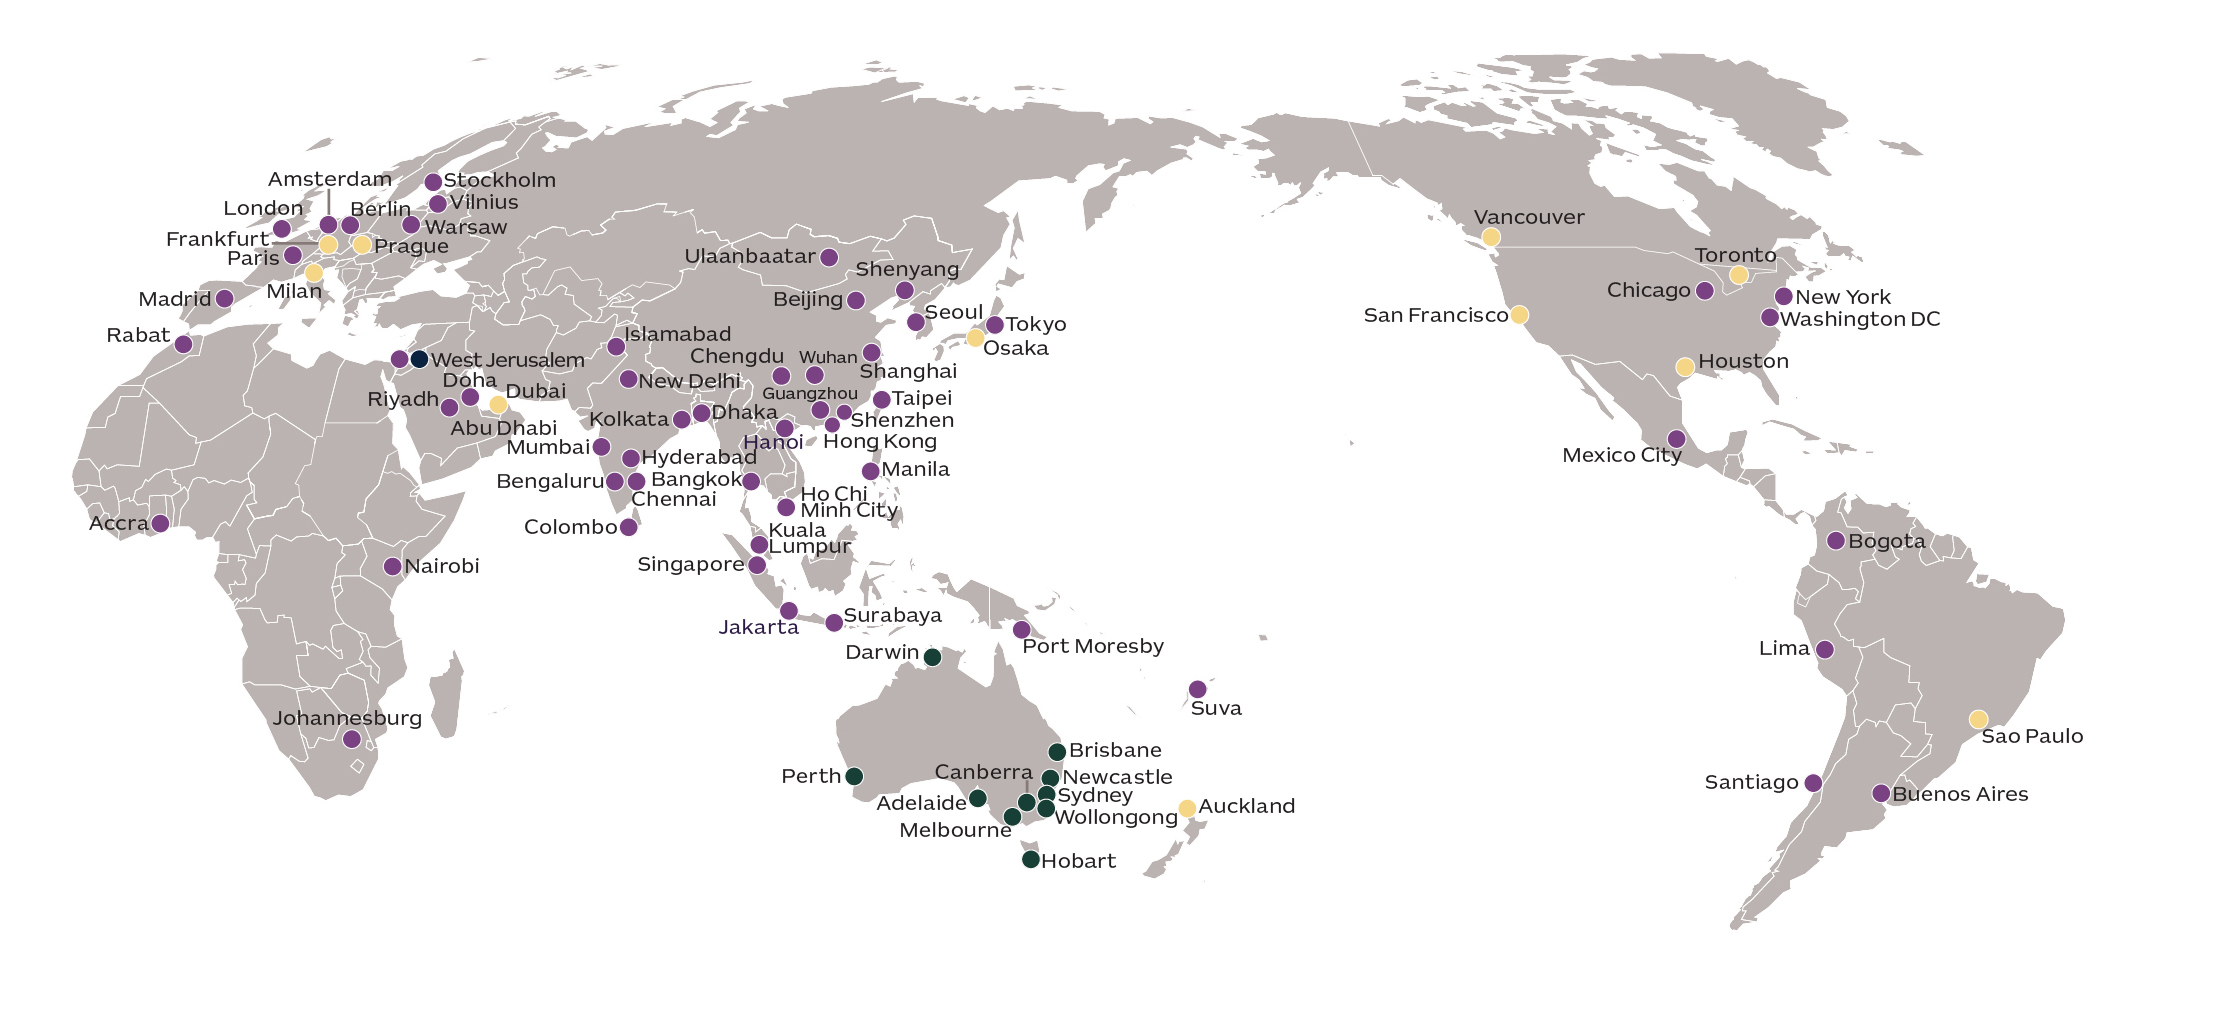 Amsterdam
Stockholm
London
Berlin
Vilnius
Frankfurt
Warsaw
Paris
Prague
Milan
Madrid
Rabat
West Jerusalem
Doha
Dubai
Riyadh
Abu Dhabi
Accra
Nairobi
Johannesburg
Ulaanbaatar
Shenyang
Beijing
Seoul
Tokyo
Osaka
Islamabad
Chengdu
Wuhan
Shanghai
New Delhi
Guangzhou
Taipei
Kolkata
Dhaka
Shenzhen
Hanoi
Hong Kong
Mumbai
Hyderabad
Manila
Bengaluru
Bangkok
Chennai
Ho Chi
Minh City
Colombo
Kuala
Lumpur
Singapore
Jakarta
Surabaya
Port Moresby
Darwin
Suva
Brisbane
Perth
Canberra
Newcastle
Adelaide
Sydney
Wollongong
Melbourne
Auckland
Hobart
Vancouver
Toronto
Chicago
New York
San Francisco
Washington DC
Houston
Mexico City
Bogota
Lima
Sao Paulo
Santiago
Buenos Aires